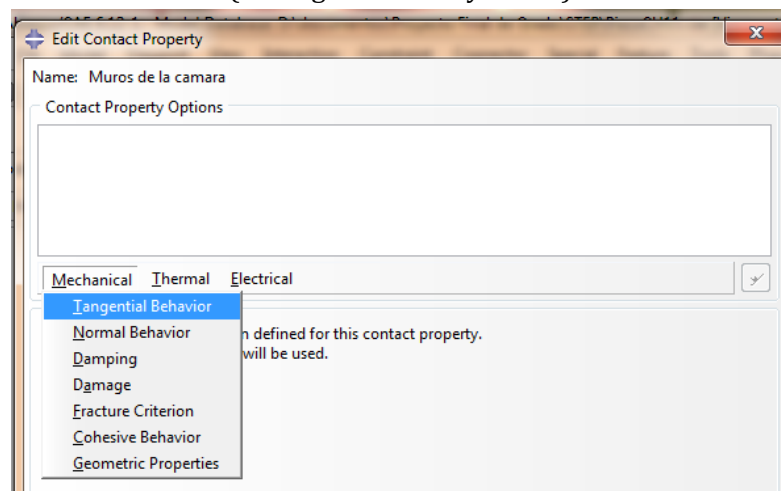 Edit Contact Property
Name: Muros de la camara
Contact Property Options
Mechanical Thermal Electrical
Tangential Behavior
Normal Behavior
Damping
Damage
Fracture Criterion
Cohesive Behavior
Geometric Properties
defined for this contact property.
will be used.